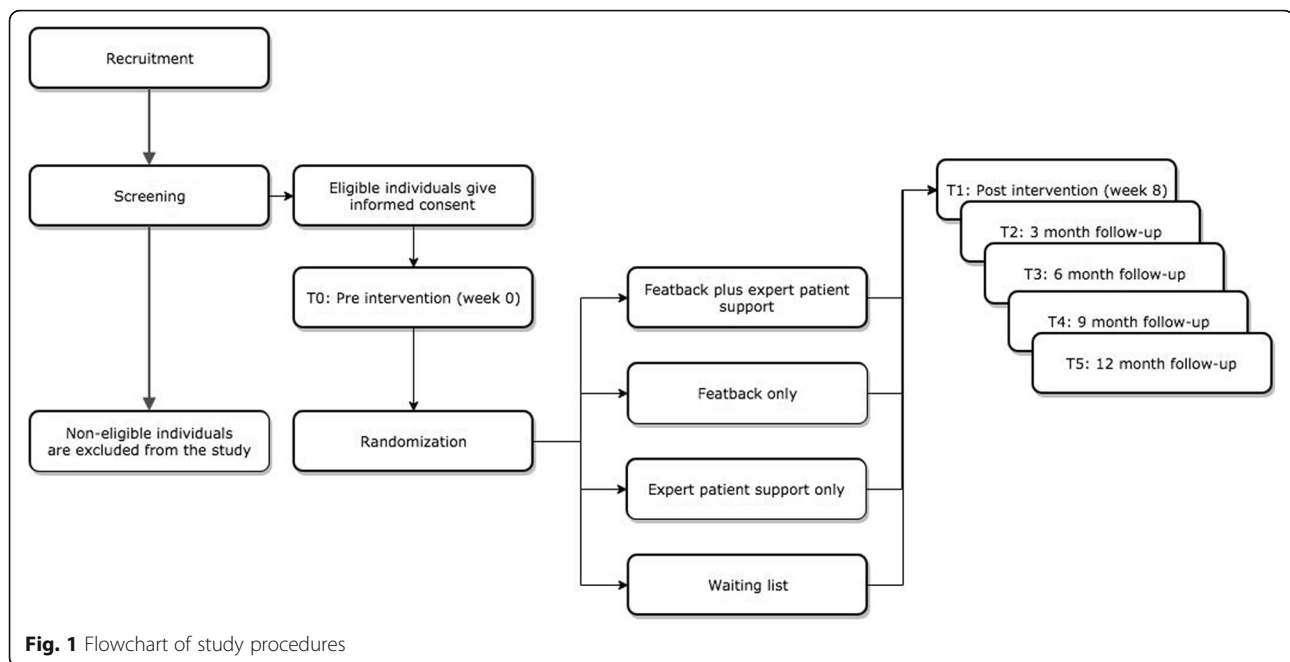 Recruitment
Screening
Non-eligible individuals
are excluded from the study
Eligible individuals give
informed consent
T0: Pre intervention (week 0)
Randomization
Featback plus expert patient
support
Featback only
Expert patient support only
Waiting list
T1: Post intervention (week 8)
T2: 3 month follow-up
T3: 6 month follow-up
T4: 9 month follow-up
T5: 12 month follow-up
Fig. 1 Flowchart of study procedures